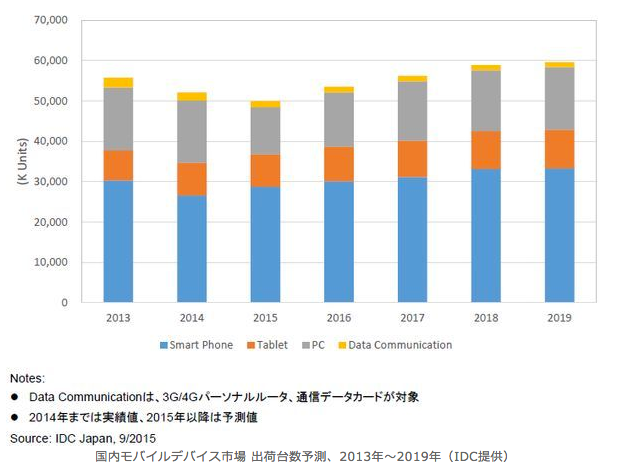 70,000
60,000
50,000
40,000
30,000
20,000
10,000
0
(K Units)
2013 2014 2015 2016 2017 2018 2019
Smart Phone Tablet PC Data Communication
Notes:
● Data Communicationは、3G/4Gパーソナルルータ、通信データカードが対象
● 2014年までは実績値、2015年以降は予測値
Source: IDC Japan, 9/2015
国内モバイルデバイス市場 出荷台数予測、2013年～2019年（IDC提供）